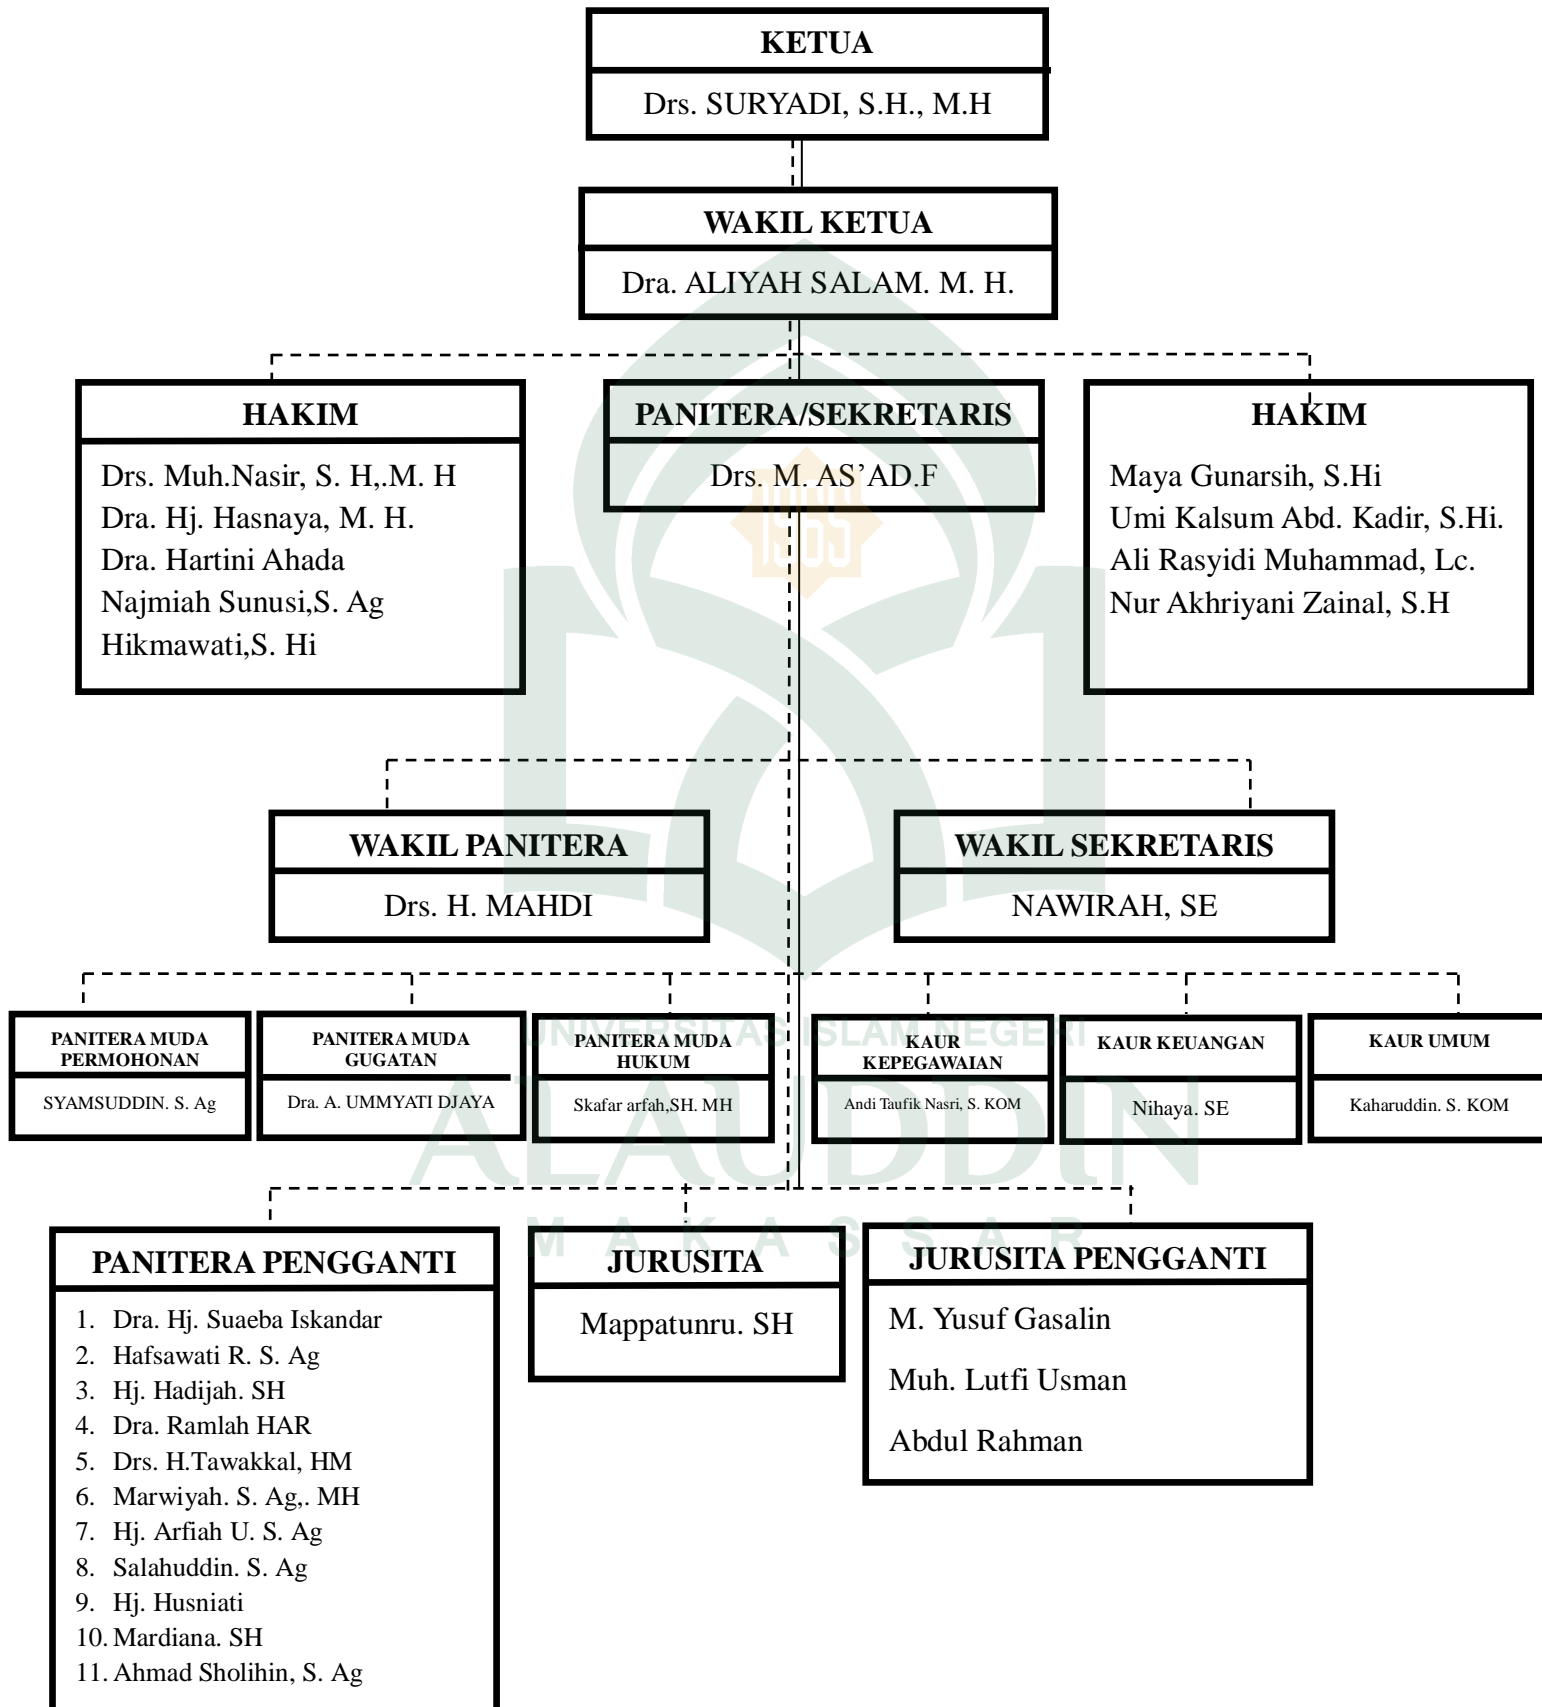 KETUA
Drs. SURYADI, S.H., M.H
WAKIL KETUA
Dra. ALIYAH SALAM. M. H.
HAKIM
Drs. Muh.Nasir, S. H,.M. H
Dra. Hj. Hasnaya, M. H.
Dra. Hartini Ahada
Najmiah Sunusi,S. Ag
Hikmawati,S. Hi
PANITERA/SEKRETARIS
Drs. M. AS’AD.F
HAKIM
Maya Gunarsih, S.Hi
Umi Kalsum Abd. Kadir, S.Hi.
Ali Rasyidi Muhammad, Lc.
Nur Akhriyani Zainal, S.H
1965
WAKIL PANITERA
Drs. H. MAHDI
WAKIL SEKRETARIS
NAWIRAH, SE
PANITERA MUDA
PERMOHONAN
SYAMSUDDIN. S. Ag
PANITERA MUDA
GUGATAN
Dra. A. UMMYATI DJAYA
PANITERA MUDA
HUKUM
Skafar arfah,SH. MH
KAUR
KEPEGAWAIAN
Andi Taufik Nasri, S. KOM
KAUR KEUANGAN
Nihaya. SE
KAUR UMUM
Kaharuddin. S. KOM
UNIVERSITAS ISLAM NEGERI
ALAUDDIN
MAKASSAR
PANITERA PENGGANTI
1. Dra. Hj. Suaeba Iskandar
2. Hafsawati R. S. Ag
3. Hj. Hadijah. SH
4. Dra. Ramlah HAR
5. Drs. H.Tawakkal, HM
6. Marwiyah. S. Ag,. MH
7. Hj. Arfiah U. S. Ag
8. Salahuddin. S. Ag
9. Hj. Husniati
10. Mardiana. SH
11. Ahmad Sholihin, S. Ag
JURUSITA
Mappatunru. SH
JURUSITA PENGGANTI
M. Yusuf Gasalin
Muh. Lutfi Usman
Abdul Rahman